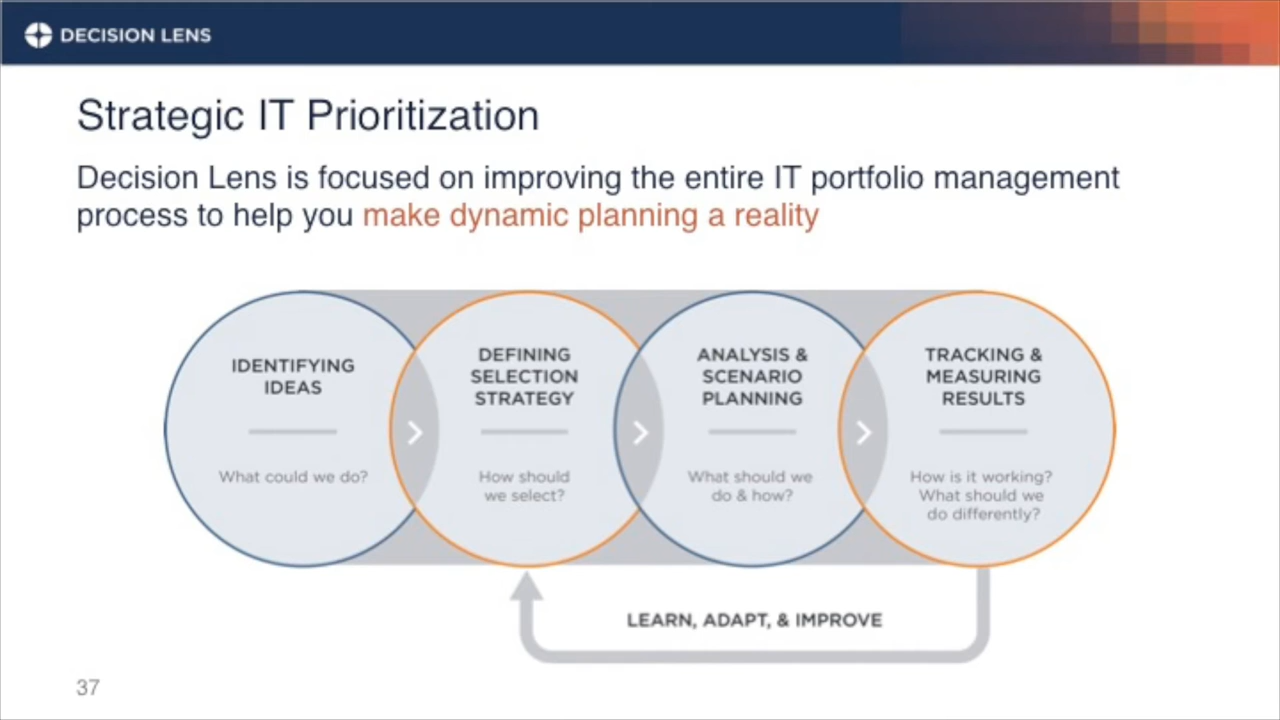 DECISION LENS
Strategic IT Prioritization
Decision Lens is focused on improving the entire IT portfolio management
process to help you make dynamic planning a reality
IDENTIFYING
IDEAS
What could we do?
DEFINING
SELECTION
STRATEGY
How should
we select?
ANALYSIS &
SCENARIO
PLANNING
What should we
do & how?
TRACKING &
MEASURING
RESULTS
How is it working?
What should we
do differently?
LEARN, ADAPT, & IMPROVE
37